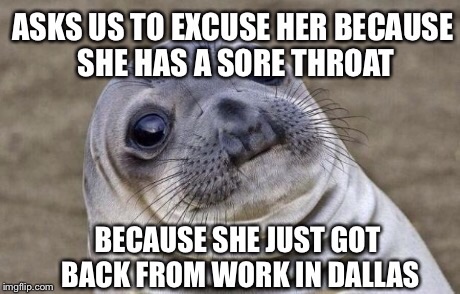 ASKS US TO EXCUSE HER BECAUSE
SHE HAS A SORE THROAT
BECAUSE SHE JUST GOT
BACK FROM WORK IN DALLAS
imgflip.com